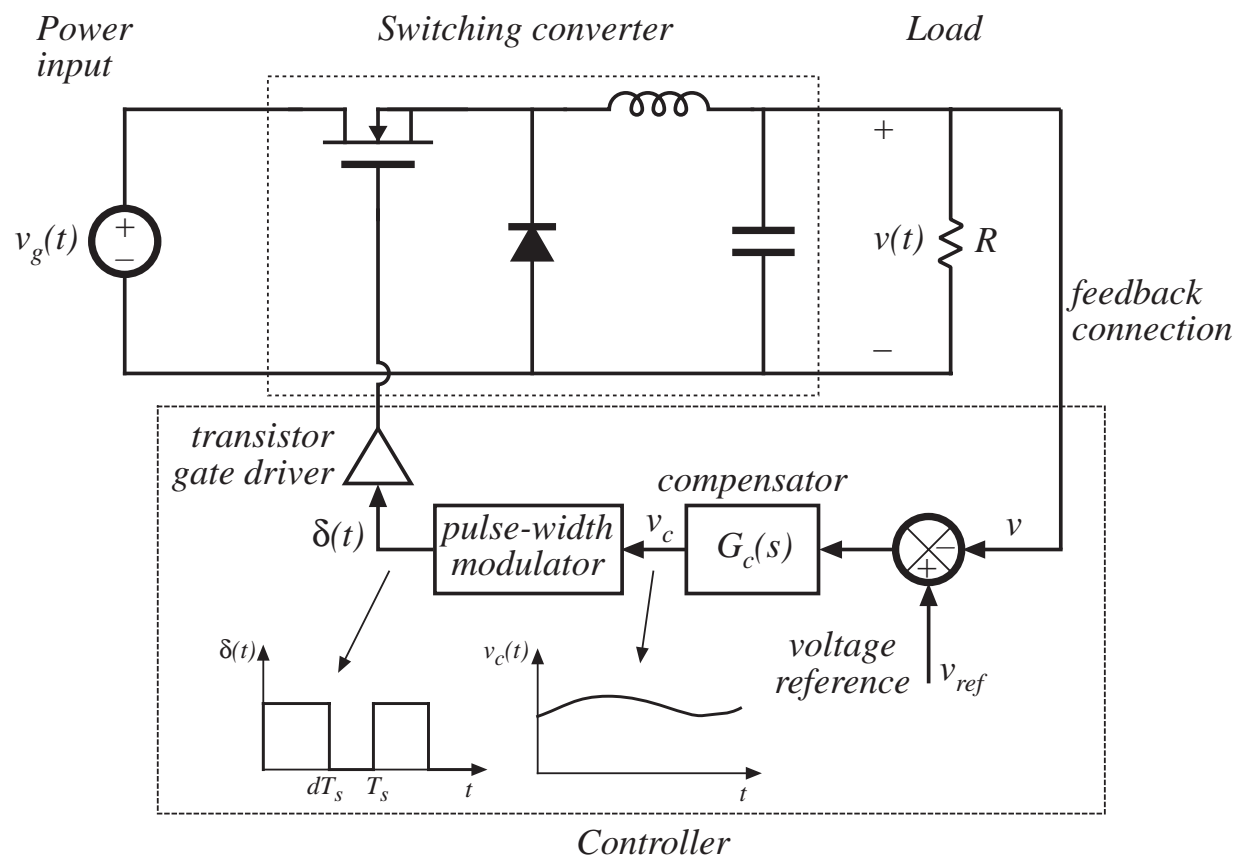 Power
input
Switching converter
Load
v_g(t)
+
–
+
v(t)
–
R
feedback
connection
transistor
gate driver
δ(t)
pulse-width
modulator
v_c
compensator
G_c(s)
–
+
v
voltage
reference
v_ref
δ(t)
dT_s
T_s
t
v_c(t)
t
Controller